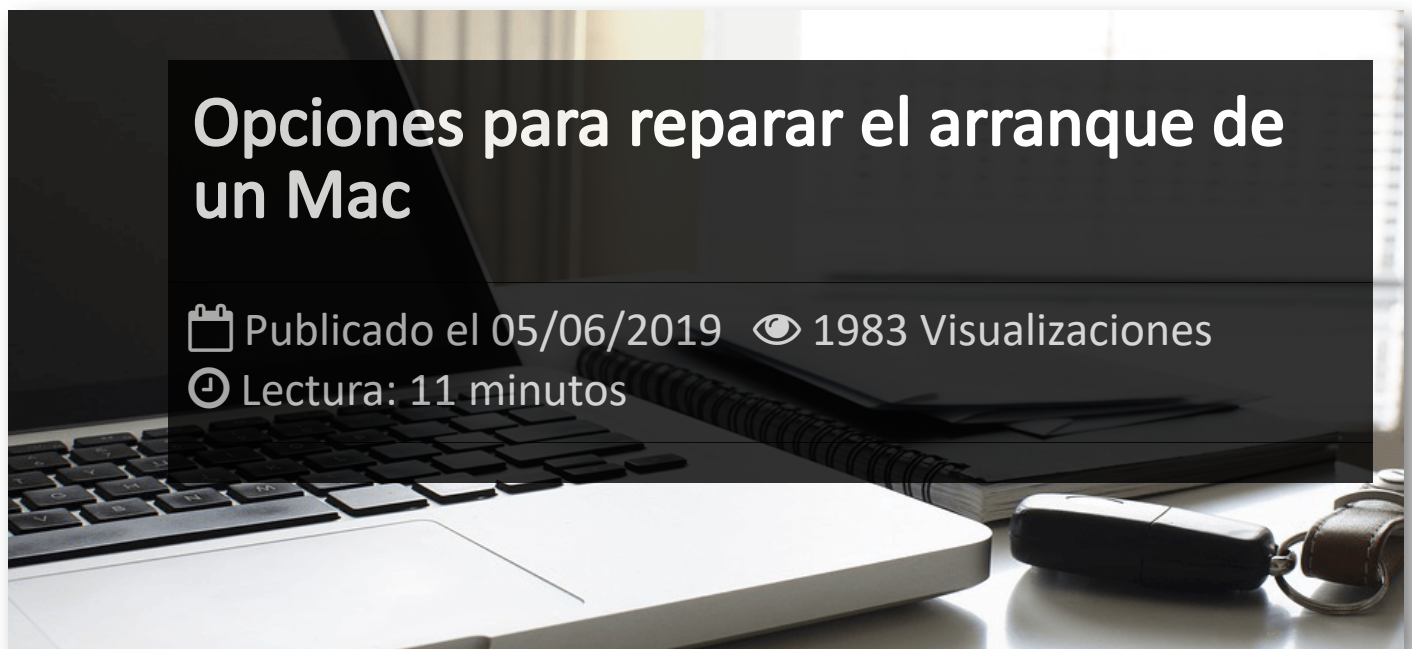 Opciones para reparar el arranque de
un Mac
Publicado el 05/06/2019 1983 Visualizaciones
Lectura: 11 minutos